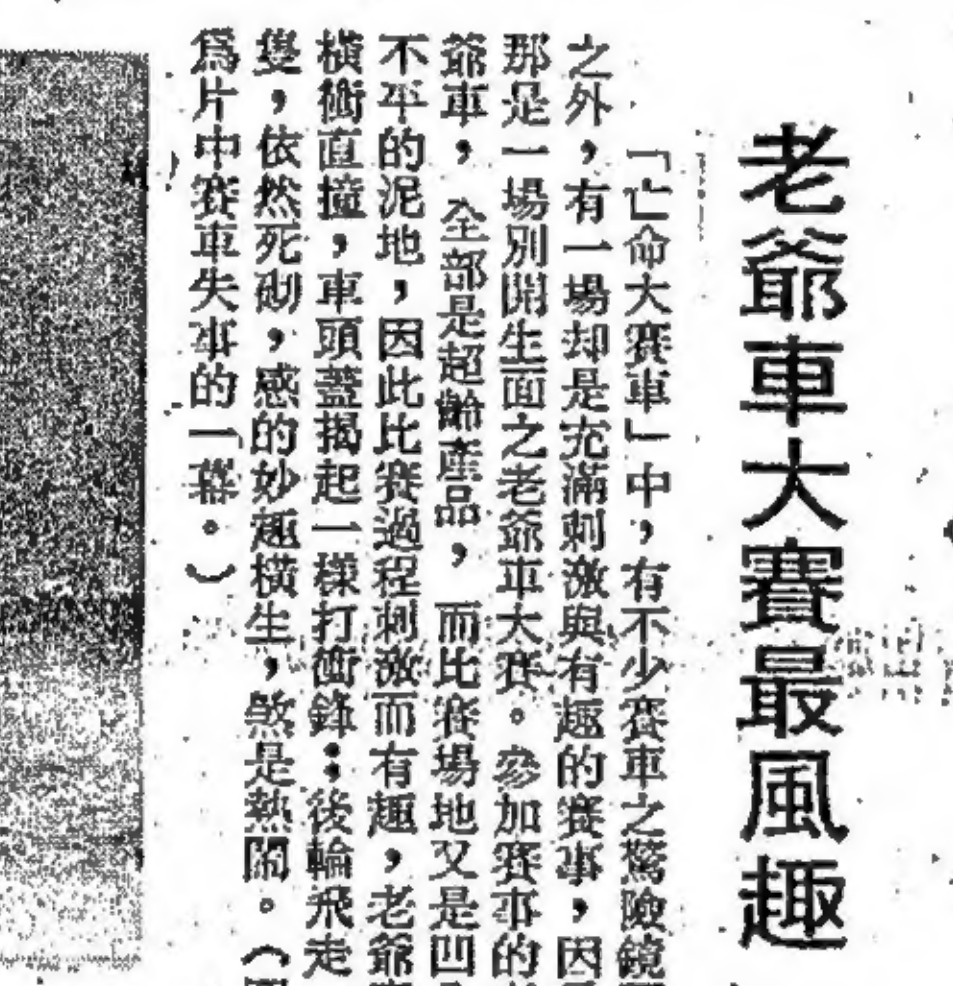 老爺車大賽最風趣
「亡命大賽車」中，有不少賽車之驚險鏡
之外，有一場却是充滿刺激與有趣的賽事，因
那是一場別開生面之老爺車大賽。參加賽事的
爺車，全部是超齡產品，而比賽場地又是凹
不平的泥地，因此比賽過程刺激而有趣，老爺
橫衝直撞，車頭蓋揭起一樣打衝鋒；後輪飛走
隻，依然死𠝹，感的妙趣橫生，煞是熱鬧。（
為片中賽車失事的一幕。）